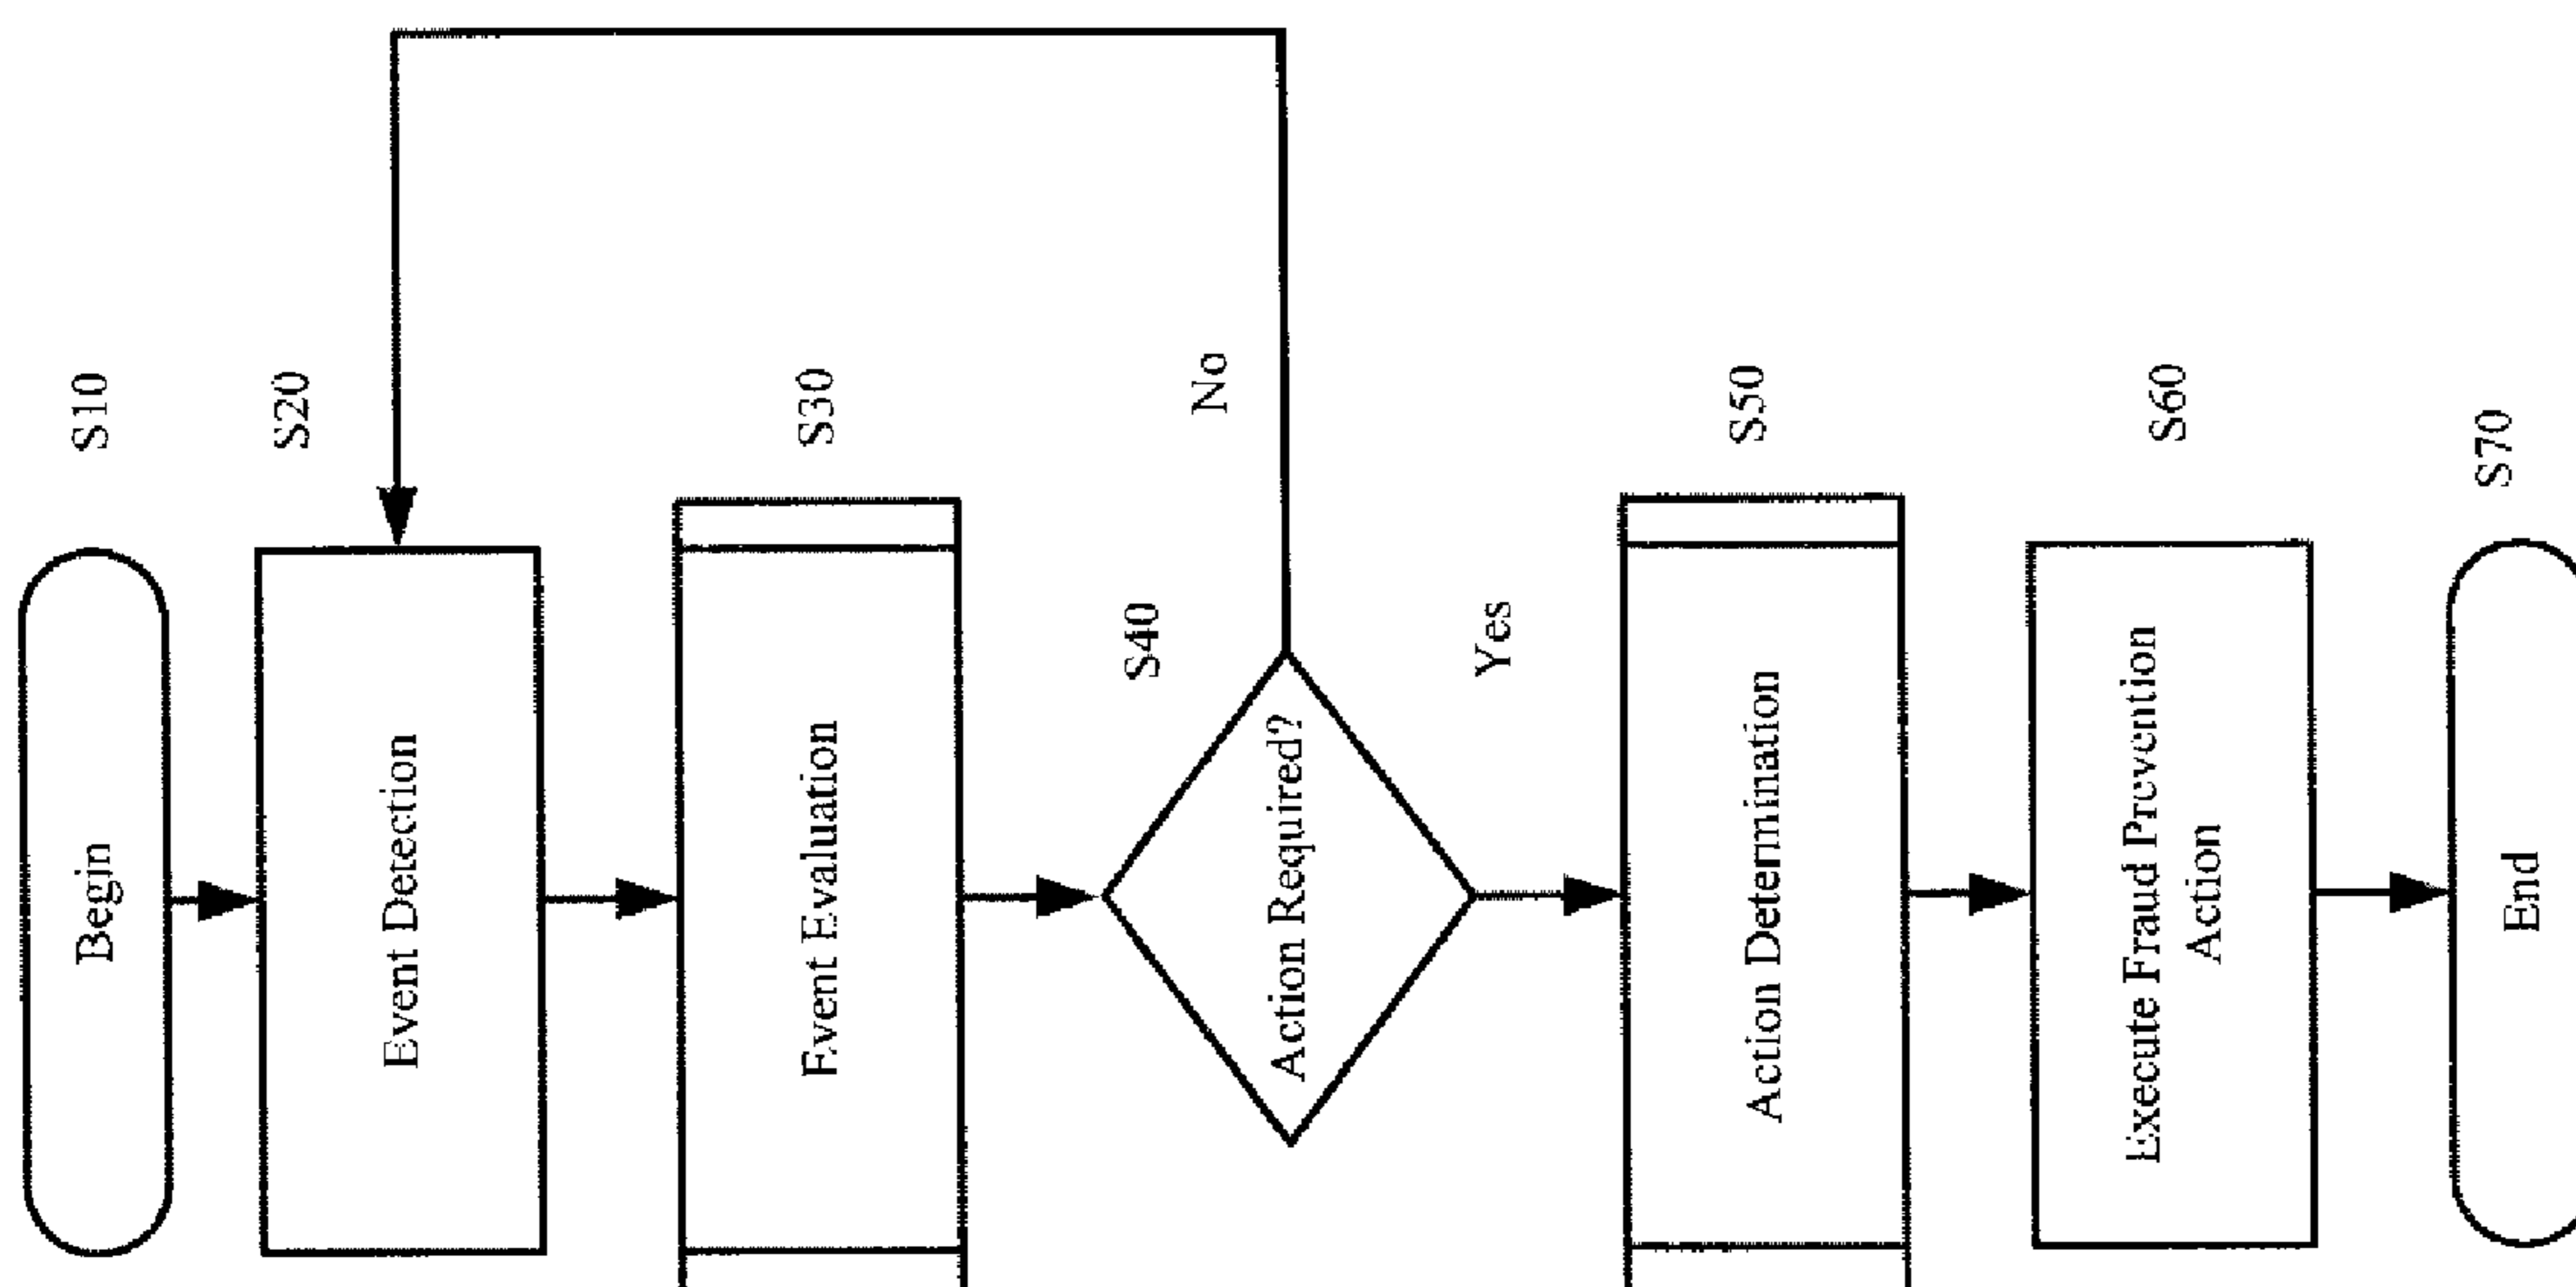 Begin
S10
Event Detection
S20
Event Evaluation
S30
Action Required?
S40
No
Yes
Action Determination
S50
Execute Fraud Prevention
Action
S60
End
S70